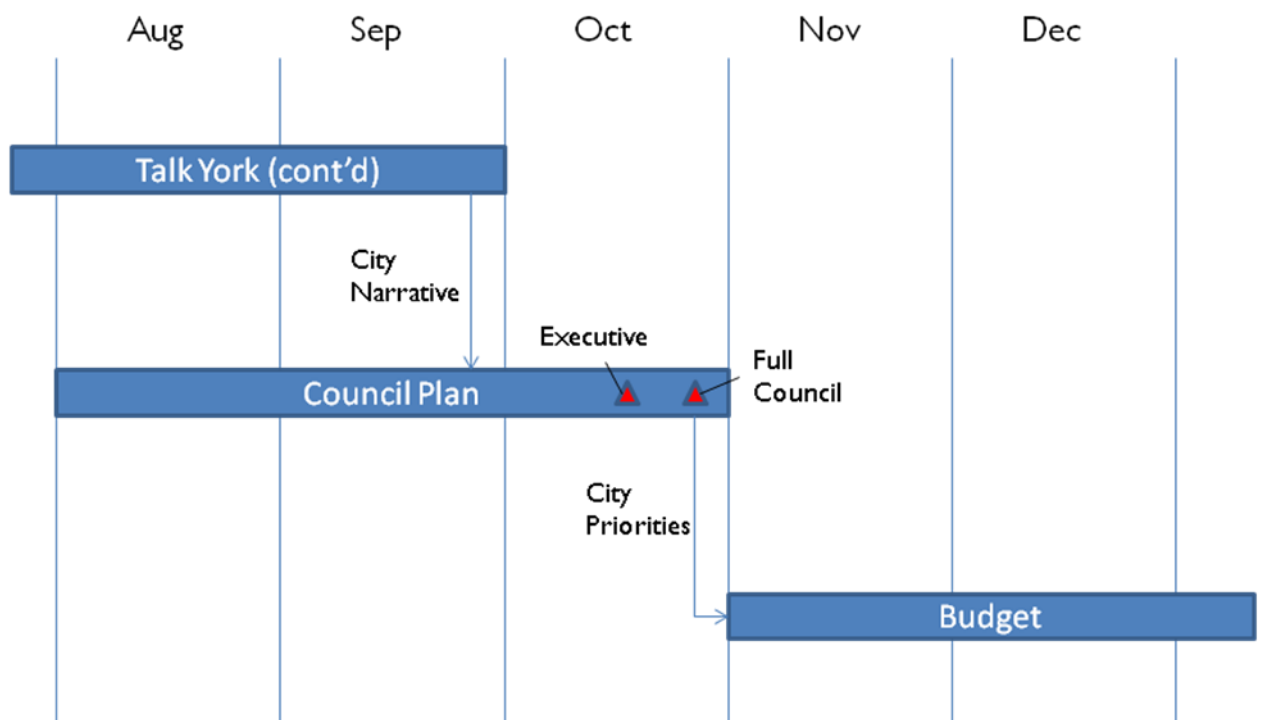 Aug Sep Oct Nov Dec
Talk York (cont’d)
City
Narrative
Executive
Full
Council
Council Plan
City
Priorities
Budget